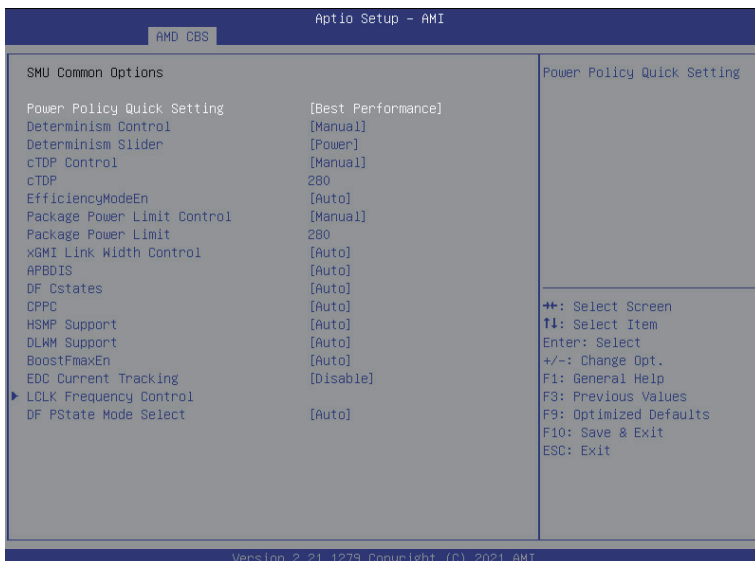 Aptio Setup – AMI
AMD CBS
SMU Common Options
Power Policy Quick Setting [Best Performance]
Determinism Control [Manual]
Determinism Slider [Power]
cTDP Control [Manual]
cTDP 280
EfficiencyModeEn [Auto]
Package Power Limit Control [Manual]
Package Power Limit 280
xGMI Link Width Control [Auto]
APBDIS [Auto]
DF Cstates [Auto]
CPPC [Auto]
HSMP Support [Auto]
DLWM Support [Auto]
BoostFmaxEn [Auto]
EDC Current Tracking [Disable]
▶ LCLK Frequency Control
DF PState Mode Select [Auto]
Power Policy Quick Setting
→←: Select Screen
↑↓: Select Item
Enter: Select
+/-: Change Opt.
F1: General Help
F3: Previous Values
F9: Optimized Defaults
F10: Save & Exit
ESC: Exit
Version 2.21.1279 Copyright (C) 2021 AMI